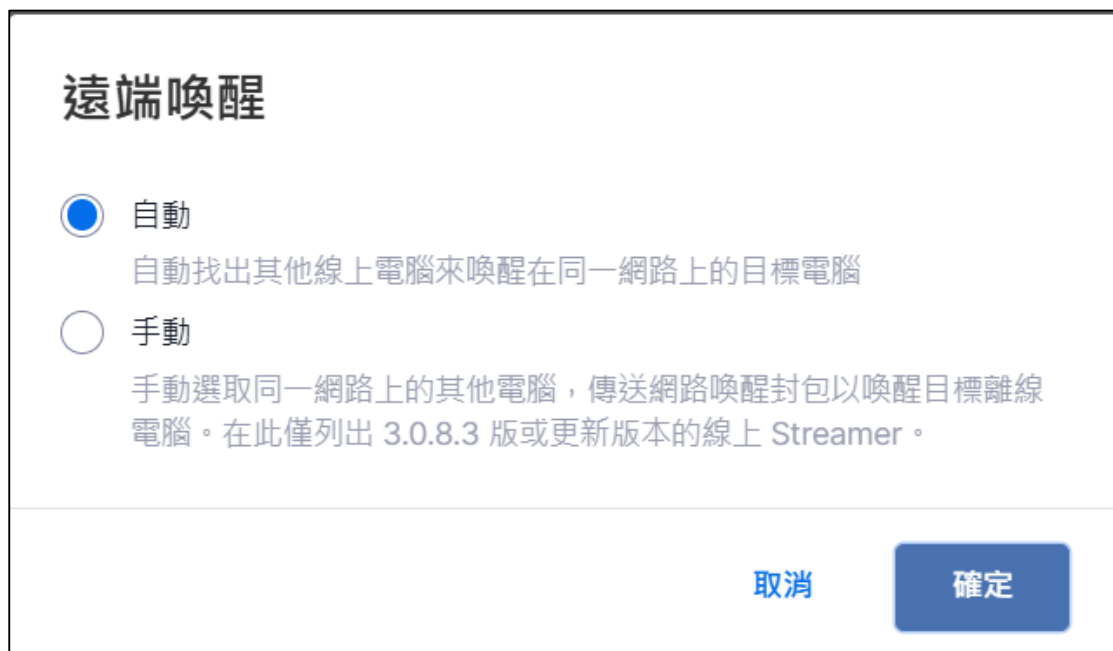 遠端喚醒
自動
自動找出其他線上電腦來喚醒在同一網路上的目標電腦
手動
手動選取同一網路上的其他電腦，傳送網路喚醒封包以喚醒目標離線
電腦。在此僅列出 3.0.8.3 版或更新版本的線上 Streamer。
取消
確定